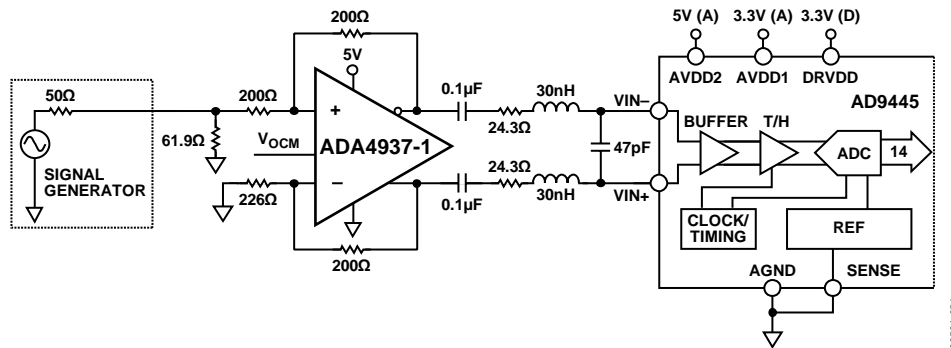 200Ω
5V (A)
3.3V (A)
3.3V (D)
5V
AVDD2
AVDD1
DRVDD
50Ω
200Ω
0.1µF
30nH
VIN–
AD9445
+
24.3Ω
BUFFER
T/H
61.9Ω
VOCM
ADA4937-1
47pF
ADC
14
SIGNAL
GENERATOR
24.3Ω
–
226Ω
0.1µF
30nH
VIN+
CLOCK/
TIMING
REF
200Ω
AGND
SENSE